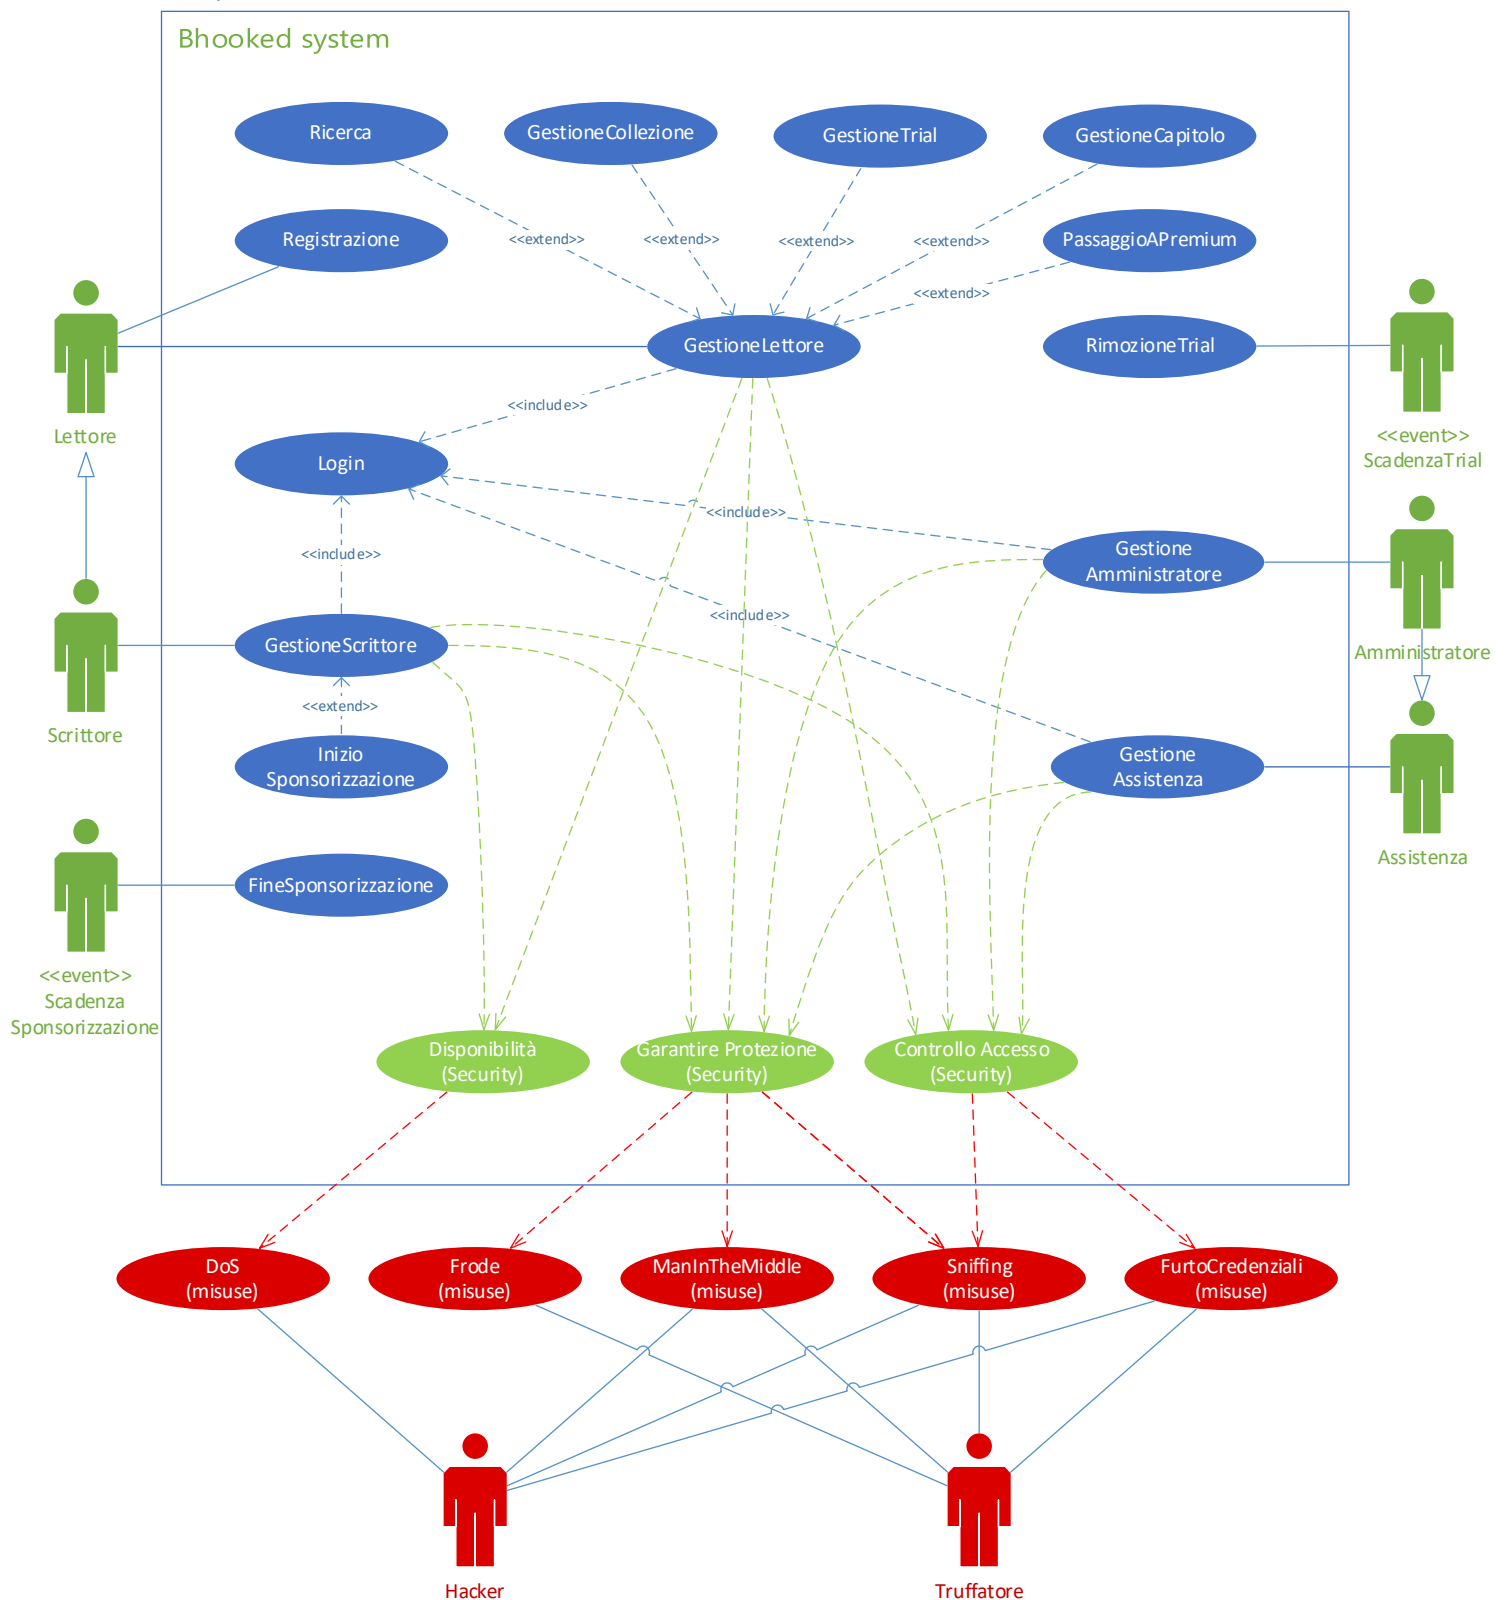 Bhooked system
Ricerca
GestioneCollezione
GestioneTrial
GestioneCapitolo
Registrazione
<<extend>>
<<extend>>
<<extend>>
<<extend>>
PassaggioAPremium
<<extend>>
GestioneLettore
RimozioneTrial
Lettore
<<include>>
<<event>>
ScadenzaTrial
Login
<<include>>
<<include>>
Gestione
Amministratore
<<include>>
GestioneScrittore
Amministratore
<<extend>>
Scrittore
Inizio
Sponsorizzazione
Gestione
Assistenza
Assistenza
FineSponsorizzazione
<<event>>
Scadenza
Sponsorizzazione
Disponibilità
(Security)
Garantire Protezione
(Security)
Controllo Accesso
(Security)
DoS
(misuse)
Frode
(misuse)
ManInTheMiddle
(misuse)
Sniffing
(misuse)
FurtoCredenziali
(misuse)
Hacker
Truffatore